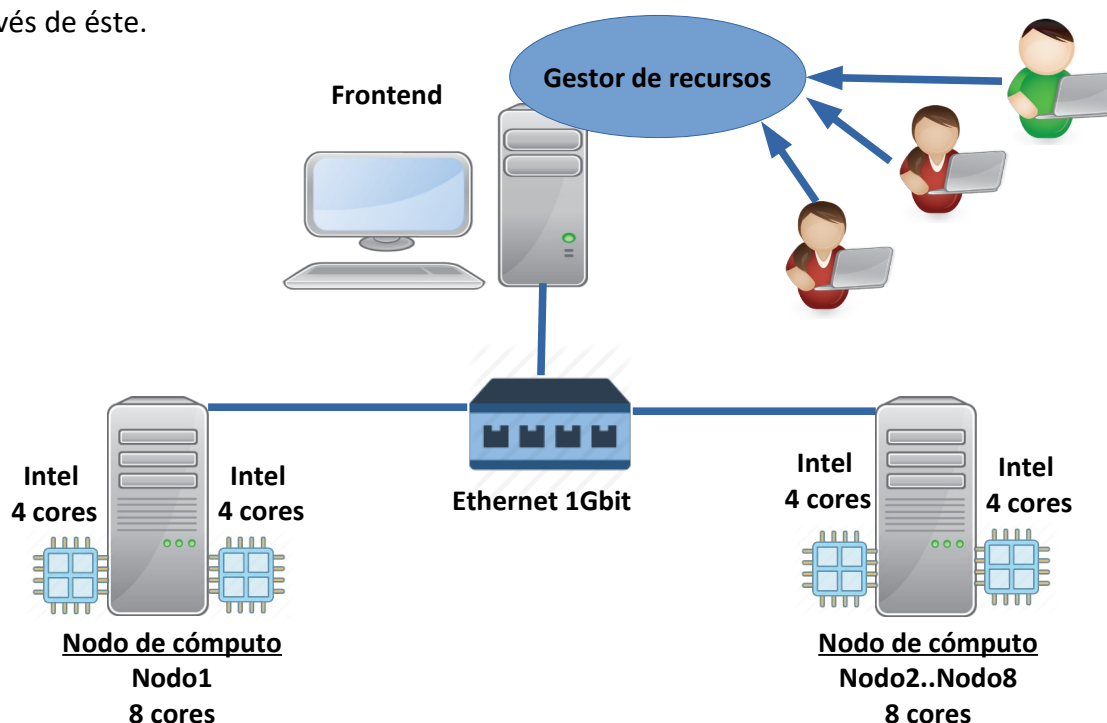 vés de éste.
Gestor de recursos
Frontend
Intel
4 cores
Intel
4 cores
Ethernet 1Gbit
Intel
4 cores
Intel
4 cores
Nodo de cómputo
Nodo1
8 cores
Nodo de cómputo
Nodo2..Nodo8
8 cores